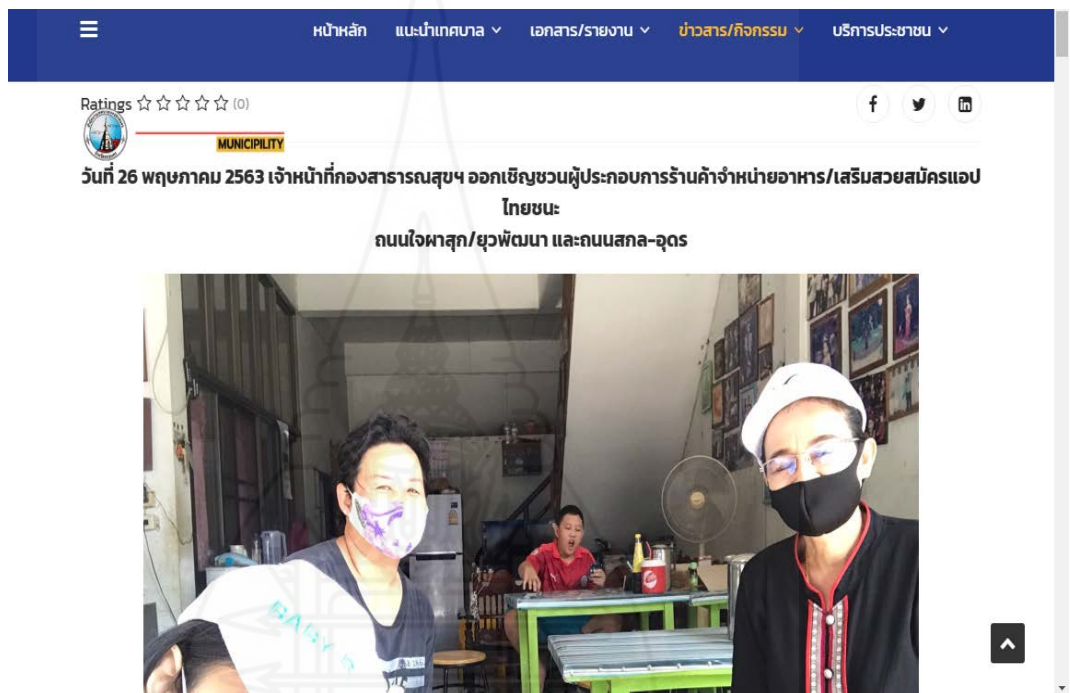 หน้าหลัก แนะนำเทศบาล เอกสาร/รายงาน ข่าวสาร/กิจกรรม บริการประชาชน
Ratings (0)
MUNICIPILITY
วันที่ 26 พฤษภาคม 2563 เจ้าหน้าที่กองสาธารณสุขฯ ออกเชิญชวนผู้ประกอบการร้านค้าจำหน่ายอาหาร/เสริมสวยสมัครแอป
ไทยชนะ
ถนนใจผาสุก/ยุวพัฒนา และถนนสกล-อุดร
BABY